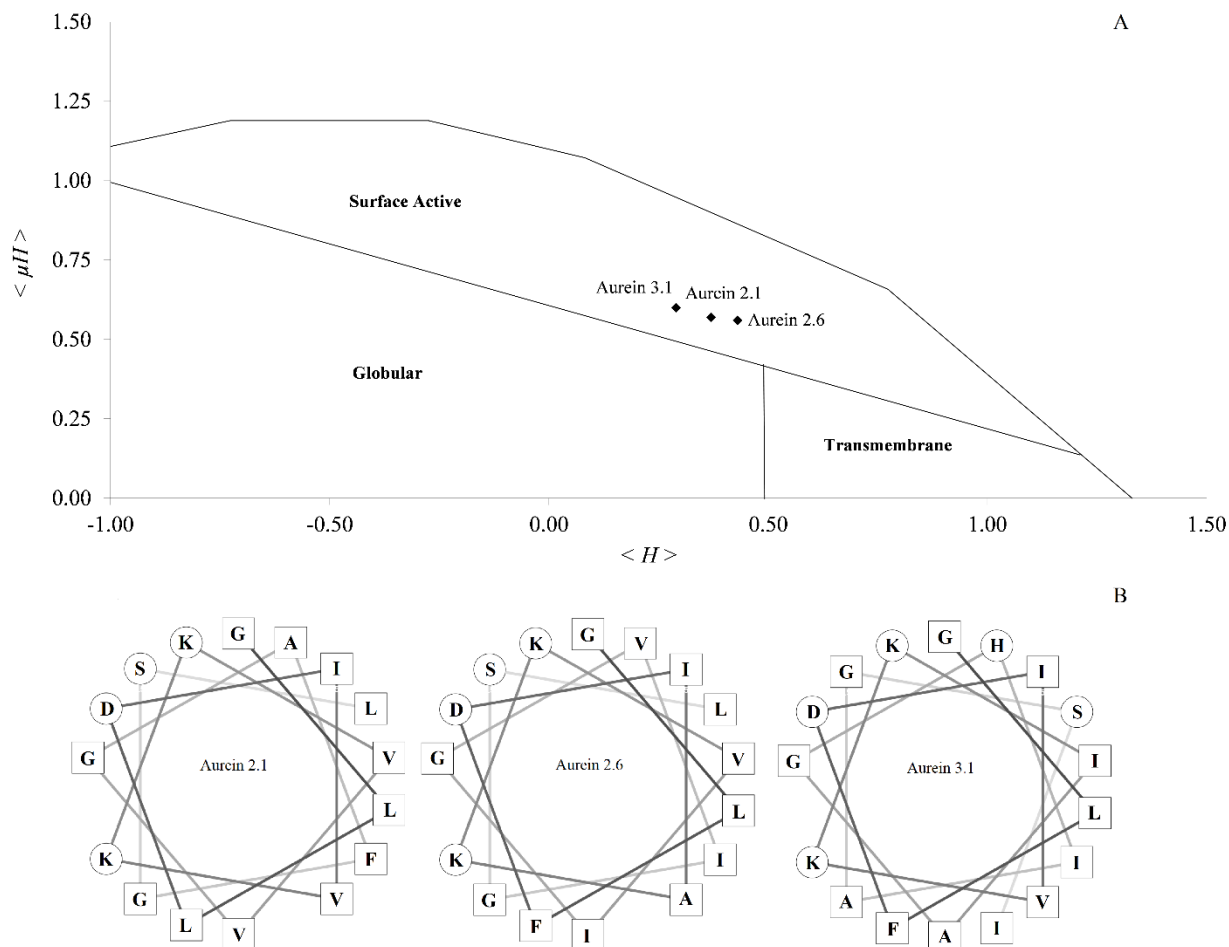 A
1.50
1.25
1.00
0.75
0.50
0.25
0.00
< µH >
Surface Active
Aurein 3.1 Aurein 2.1
Aurein 2.6
Globular
Transmembrane
-1.00 -0.50 0.00 0.50 1.00 1.50
< H >
B
K G A
S I
D L
G V
Aurein 2.1
L
K F
G V
L V
K G V
S I
D L
G V
Aurein 2.6
L
K I
G A
F I
K G H
G I
D S
G I
Aurein 3.1
L
K I
A V
F A I